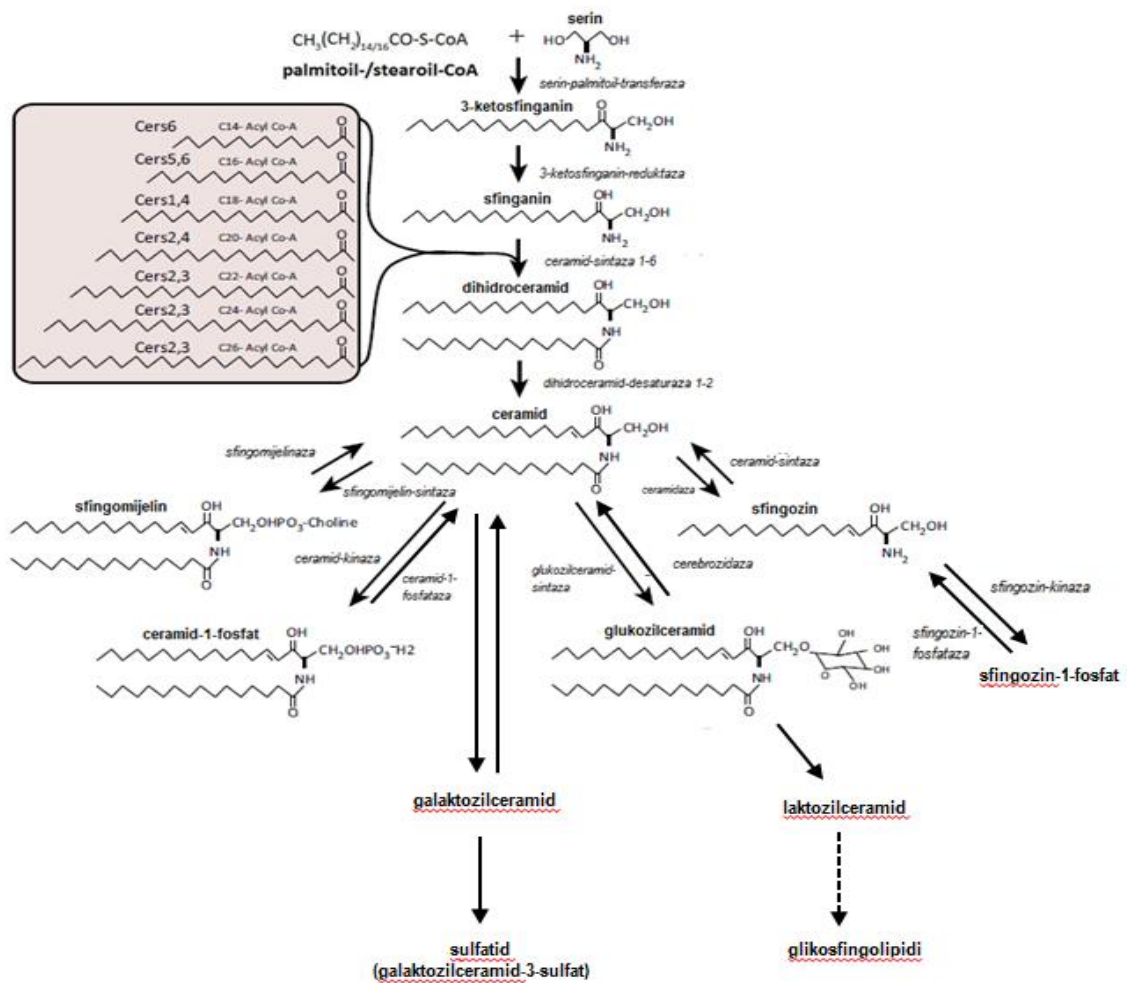 serin
CH3(CH2)14/16CO-S-CoA + HO OH
NH2
palmitoil-/stearoil-CoA
serin-palmitoil-transferaza
3-ketosfinganin
O
CH2OH
NH2
3-ketosfinganin-reduktaza
sfinganin
OH
CH2OH
NH2
ceramid-sintaza 1-6
Cers6 C14- Acyl Co-A O
Cers5,6 C16- Acyl Co-A O
Cers1,4 C18- Acyl Co-A O
Cers2,4 C20- Acyl Co-A O
Cers2,3 C22- Acyl Co-A O
Cers2,3 C24- Acyl Co-A O
Cers2,3 C26- Acyl Co-A O
dihidroceramid
OH
CH2OH
NH
O
dihidroceramid-desaturaza 1-2
ceramid
OH
CH2OH
NH
O
sfingomijelinaza
sfingomijelin-sintaza
ceramid-sintaza
ceramidaza
sfingomijelin
OH
CH2OHPO3-Choline
NH
O
sfingozin
OH
CH2OH
NH2
ceramid-kinaza
ceramid-1-
fosfataza
glukozilceramid-
sintaza
cerebrozidaza
sfingozin-kinaza
sfingozin-1-
fosfataza
sfingozin-1-fosfat
ceramid-1-fosfat
OH
CH2OHPO3-H2
NH
O
glukozilceramid
OH
CH2O
OH
OH
OH
O
OH
NH
O
galaktozilceramid
laktozilceramid
sulfatid
(galaktozilceramid-3-sulfat)
glikosfingolipidi